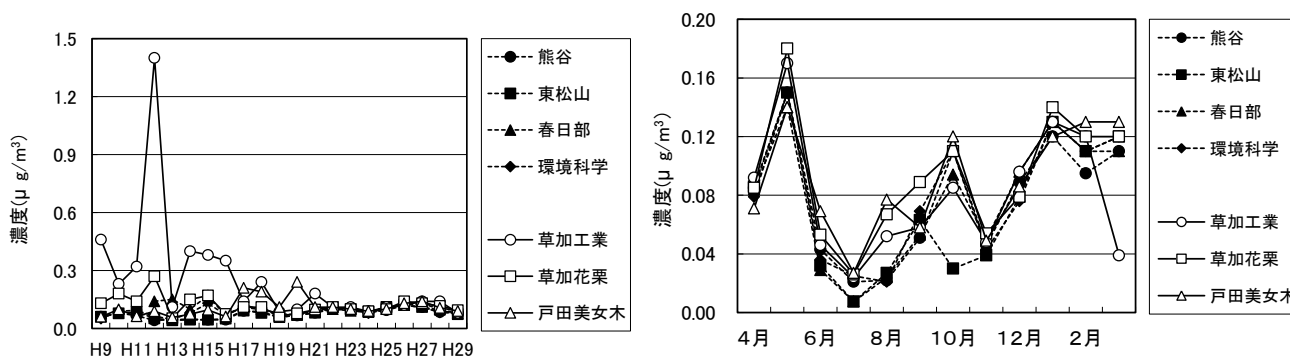 濃度(μ g/m³)
1.5
1.2
0.9
0.6
0.3
0.0
H9 H11 H13 H15 H17 H19 H21 H23 H25 H27 H29
熊谷
東松山
春日部
環境科学
草加工業
草加花栗
戸田美女木
濃度(μ g/m³)
0.20
0.16
0.12
0.08
0.04
0.00
4月 6月 8月 10月 12月 2月
熊谷
東松山
春日部
環境科学
草加工業
草加花栗
戸田美女木